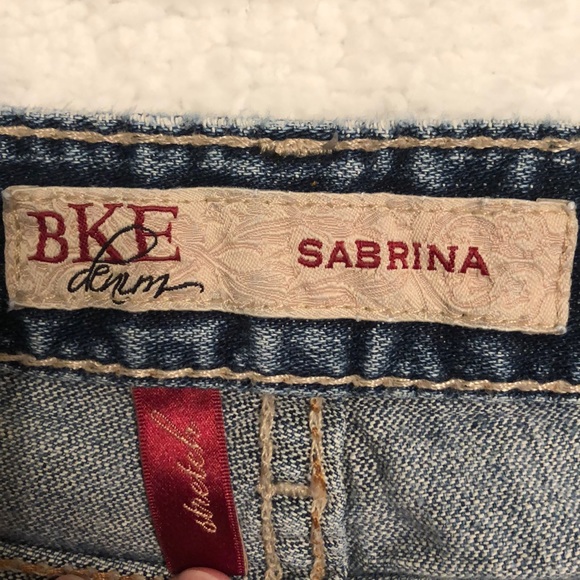 BKE
denim
SABRINA
stretch